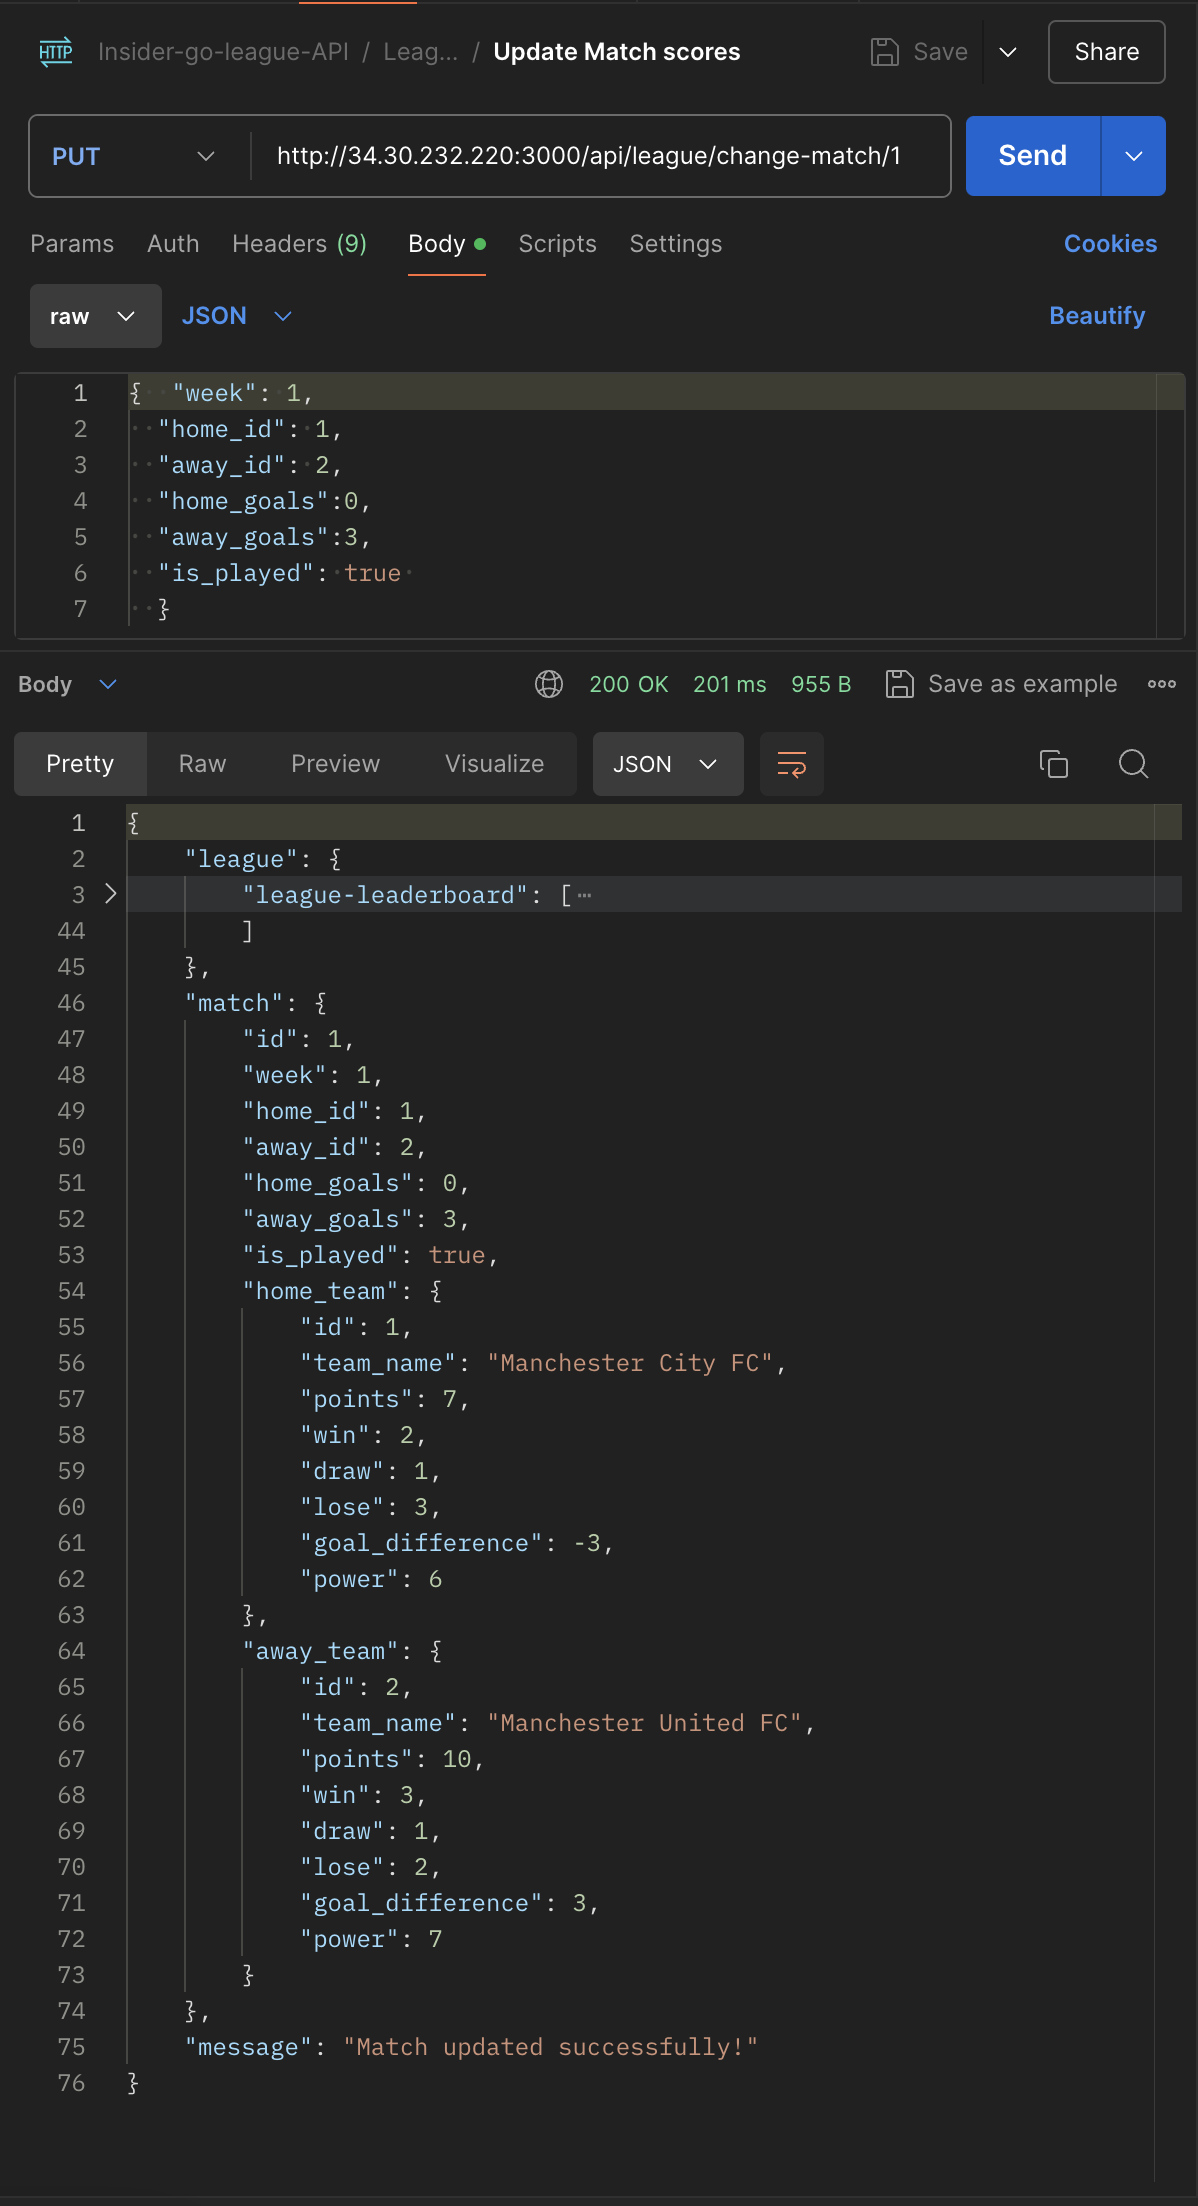 HTTP Insider-go-league-API / Leag... / Update Match scores Save Share
PUT http://34.30.232.220:3000/api/league/change-match/1 Send
Params Auth Headers (9) Body Scripts Settings Cookies
raw JSON Beautify
1 { "week": 1,
2 "home_id": 1,
3 "away_id": 2,
4 "home_goals":0,
5 "away_goals":3,
6 "is_played": true
7 }
Body 200 OK 201 ms 955 B Save as example
Pretty Raw Preview Visualize JSON
1 {
2 "league": {
3 "league-leaderboard": [ ⋯
44 ]
45 },
46 "match": {
47 "id": 1,
48 "week": 1,
49 "home_id": 1,
50 "away_id": 2,
51 "home_goals": 0,
52 "away_goals": 3,
53 "is_played": true,
54 "home_team": {
55 "id": 1,
56 "team_name": "Manchester City FC",
57 "points": 7,
58 "win": 2,
59 "draw": 1,
60 "lose": 3,
61 "goal_difference": -3,
62 "power": 6
63 },
64 "away_team": {
65 "id": 2,
66 "team_name": "Manchester United FC",
67 "points": 10,
68 "win": 3,
69 "draw": 1,
70 "lose": 2,
71 "goal_difference": 3,
72 "power": 7
73 }
74 },
75 "message": "Match updated successfully!"
76 }